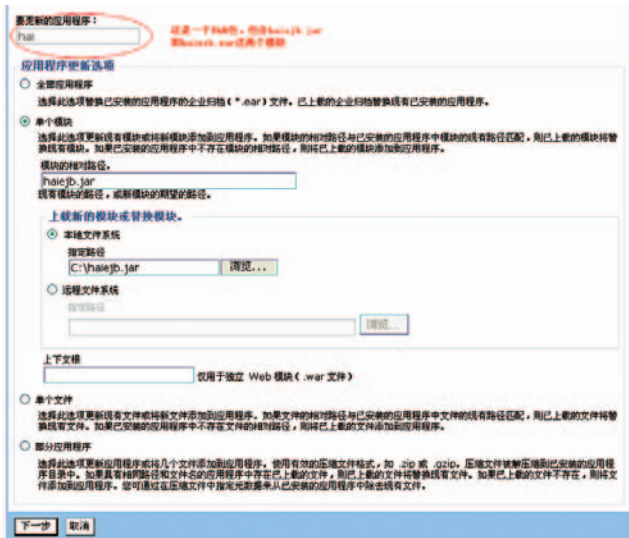 要更新的应用程序：
hai
这是一个EAR包，包含haiejb.jar
和haiweb.war这两个模块
应用程序更新选项
全部应用程序
选择此选项替换已安装的应用程序的企业归档( *.ear) 文件。已上载的企业归档替换现有已安装的应用程序。
单个模块
选择此选项更新现有模块或将新模块添加到应用程序。如果模块的相对路径与已安装的应用程序中模块的现有路径匹配，则已上载的模块将替
换现有模块。如果已安装的应用程序中不存在模块的相对路径，则将已上载的模块添加到应用程序。
模块的相对路径。
haiejb.jar
现有模块的路径，或新模块的期望的路径。
上载新的模块或替换模块。
本地文件系统
指定路径
C:\haiejb.jar
浏览...
远程文件系统
指定路径
浏览...
上下文根
仅用于独立 Web 模块( .war 文件)
单个文件
选择此选项更新现有文件或将新文件添加到应用程序。如果文件的相对路径与已安装的应用程序中文件的现有路径匹配，则已上载的文件将替
换现有文件。如果已安装的应用程序中不存在文件的相对路径，则将已上载的文件添加到应用程序。
部分应用程序
选择此选项更新应用程序或将几个文件添加到应用程序。使用有效的压缩文件格式，如 .zip 或 .gzip。压缩文件被解压缩到已安装的应用程
序目录中。如果具有相同路径和文件名的应用程序中存在已上载的文件，则已上载的文件将替换现有文件。如果已上载的文件不存在，则将文
件添加到应用程序。您可通过在压缩文件中指定元数据来从已安装的应用程序中除去现有文件。
下一步
取消